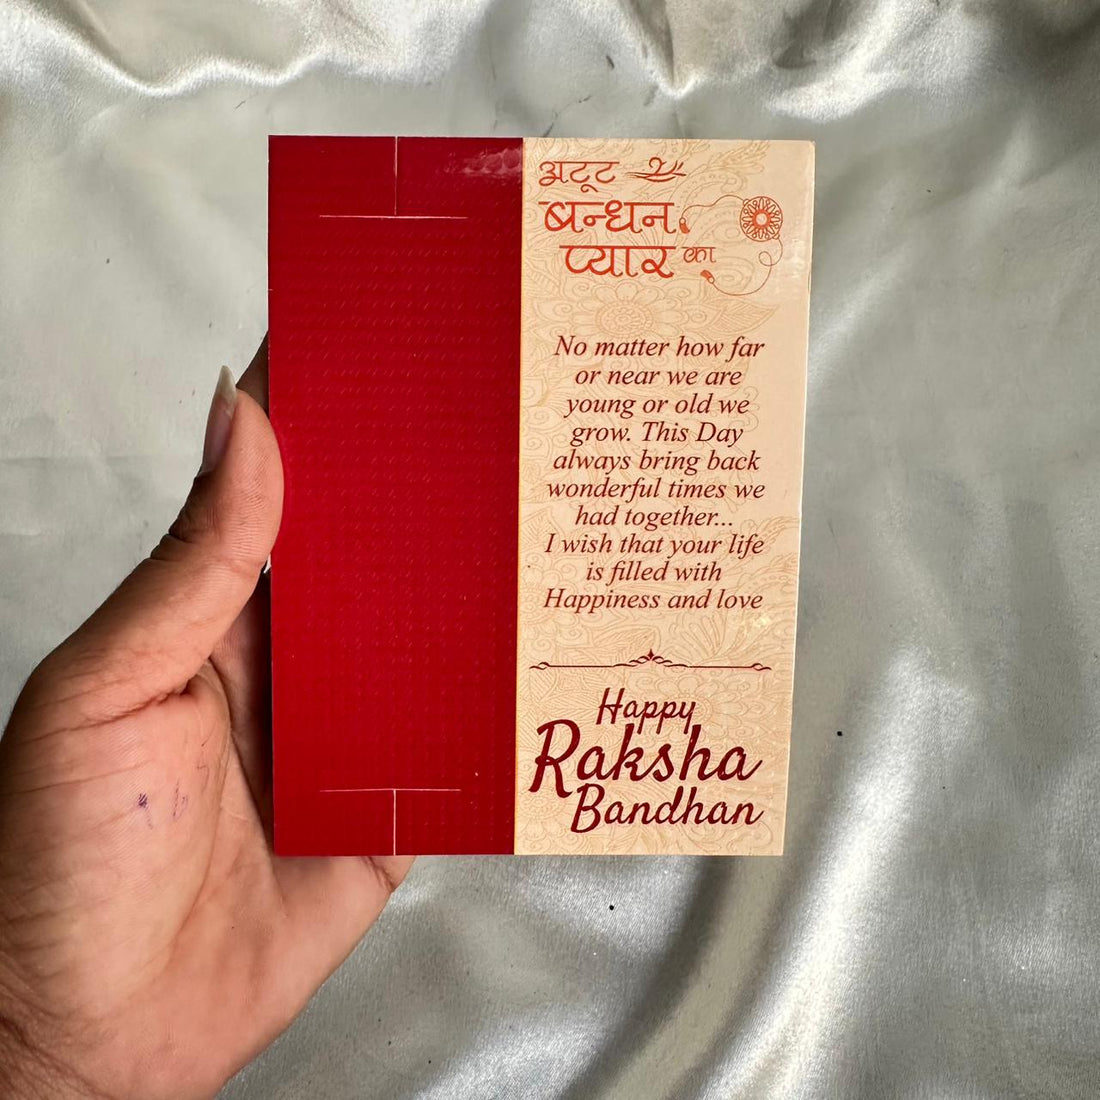 अटूट
बन्धन
प्यार का
No matter how far
or near we are
young or old we
grow. This Day
always bring back
wonderful times we
had together...
I wish that your life
is filled with
Happiness and love
Happy
Raksha
Bandhan